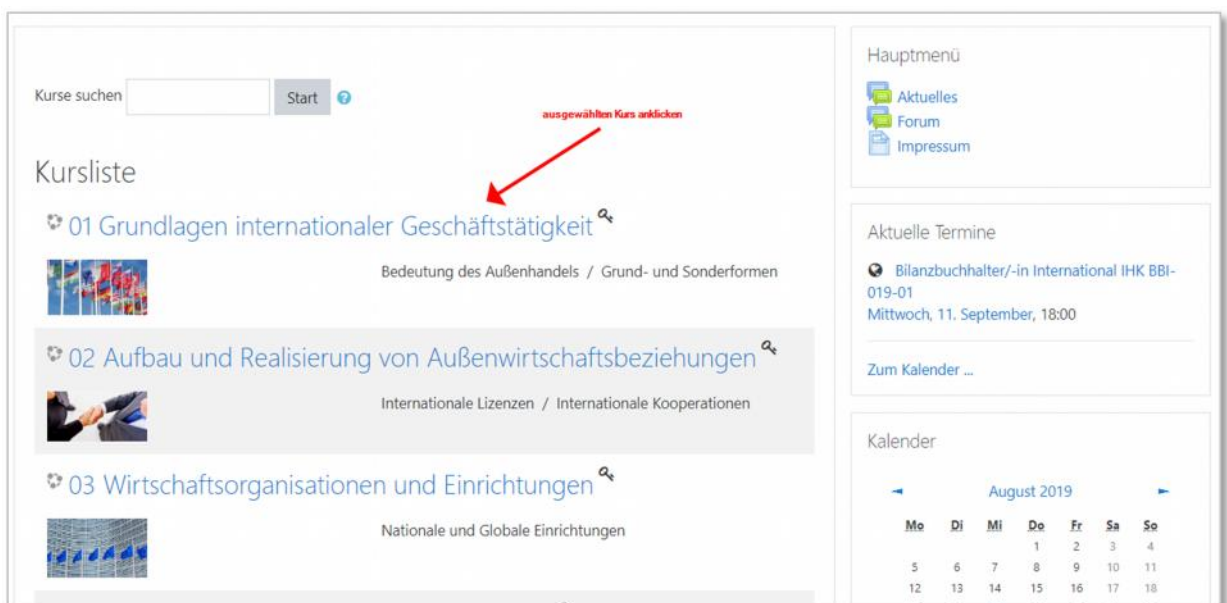 Kurse suchen
Start
ausgewählten Kurs anklicken
Kursliste
01 Grundlagen internationaler Geschäftstätigkeit
Bedeutung des Außenhandels / Grund- und Sonderformen
02 Aufbau und Realisierung von Außenwirtschaftsbeziehungen
Internationale Lizenzen / Internationale Kooperationen
03 Wirtschaftsorganisationen und Einrichtungen
Nationale und Globale Einrichtungen
Hauptmenü
Aktuelles
Forum
Impressum
Aktuelle Termine
Bilanzbuchhalter/-in International IHK BBI-
019-01
Mittwoch, 11. September, 18:00
Zum Kalender ...
Kalender
◄ August 2019 ►
Mo Di Mi Do Fr Sa So
1 2 3 4
5 6 7 8 9 10 11
12 13 14 15 16 17 18